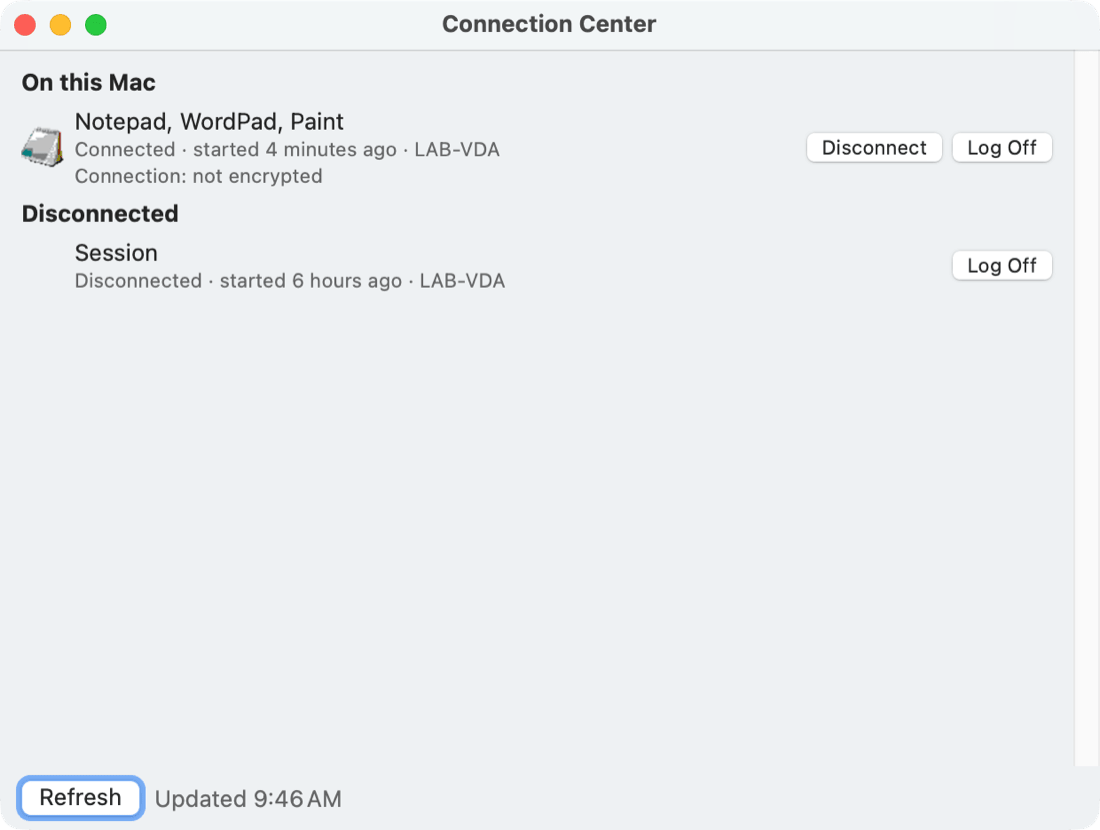 Connection Center
On this Mac
Notepad, WordPad, Paint
Connected · started 4 minutes ago · LAB-VDA
Connection: not encrypted
Disconnect
Log Off
Disconnected
Session
Disconnected · started 6 hours ago · LAB-VDA
Log Off
Refresh
Updated 9:46 AM